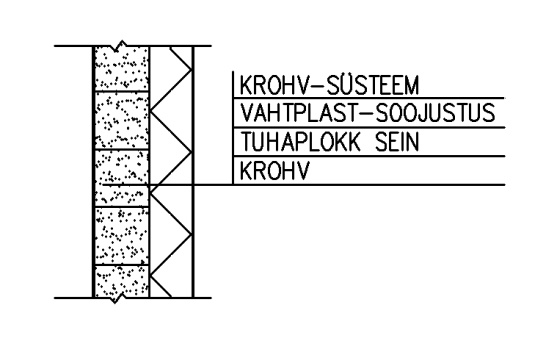 KROHV-SÜSTEEM
VAHTPLAST-SOOJUSTUS
TUHAPLOKK SEIN
KROHV